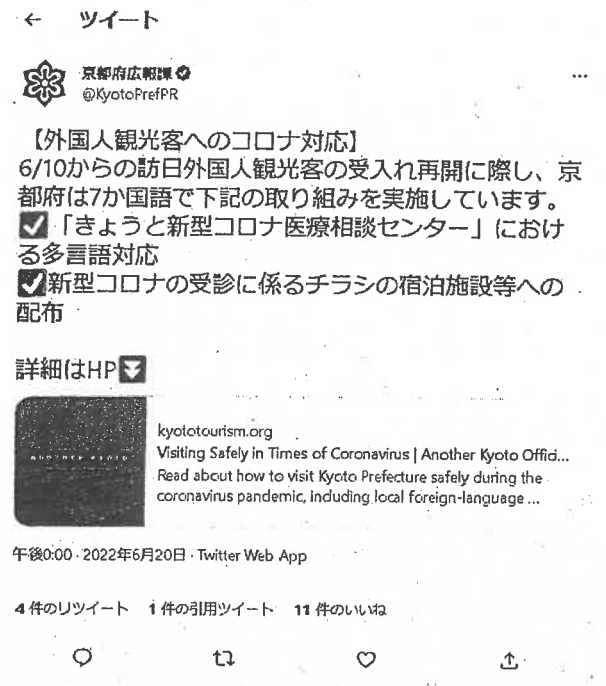 ツイート
京都府広報課
@KyotoPrefPR
【外国人観光客へのコロナ対応】
6/10からの訪日外国人観光客の受入れ再開に際し、京
都府は7か国語で下記の取り組みを実施しています。
☑「きょうと新型コロナ医療相談センター」におけ
る多言語対応
☑新型コロナの受診に係るチラシの宿泊施設等への
配布
詳細はHP⏬
ANOTHER KYOTO
kyototourism.org
Visiting Safely in Times of Coronavirus | Another Kyoto Offici...
Read about how to visit Kyoto Prefecture safely during the
coronavirus pandemic, including local foreign-language ...
午後0:00 · 2022年6月20日 · Twitter Web App
4 件のリツイート 1 件の引用ツイート 11 件のいいね